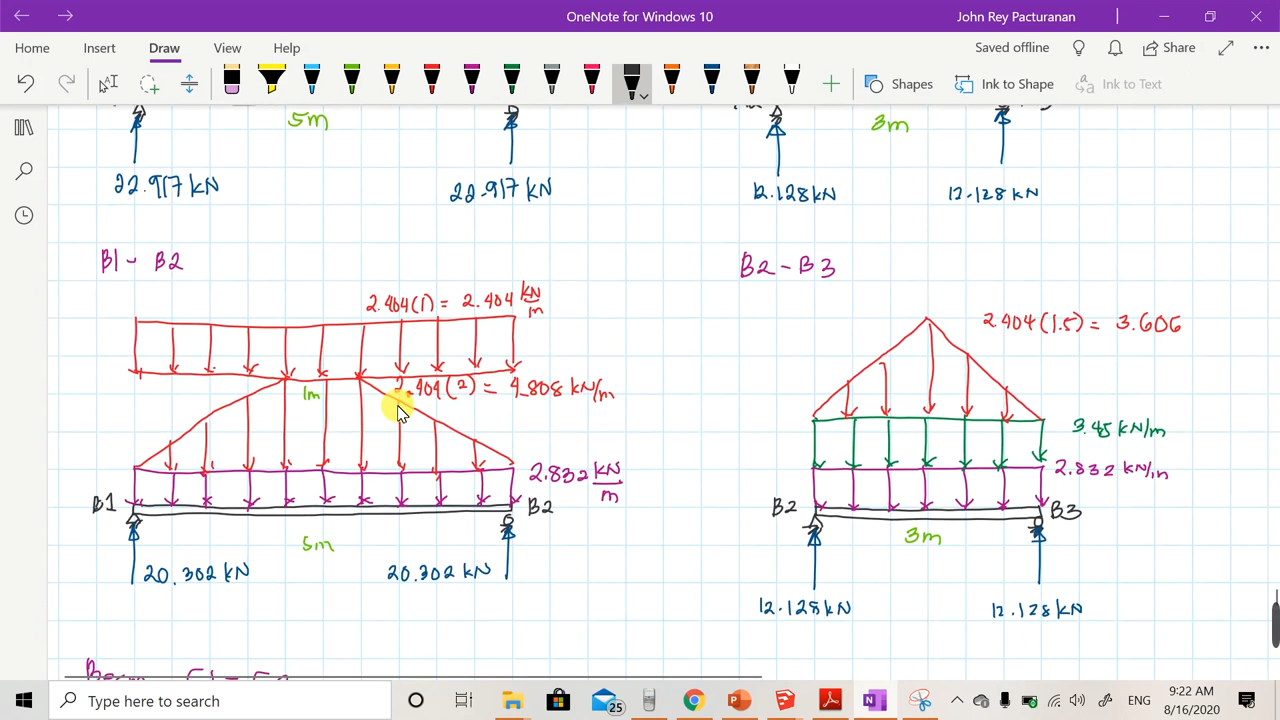 OneNote for Windows 10
John Rey Pacturanan
Home Insert Draw View Help
Saved offline
Share
Shapes
Ink to Shape
Ink to Text
5m
3m
22.917 kN
22.917 kN
12.128 kN
12.128 kN
B1 - B2
B2 - B3
2.404(1) = 2.404 kN/m
2.404(1.5) = 3.606
2.404(2) = 4.808 kN/m
1m
3.45 kN/m
2.832 kN/m
2.832 kN/m
B1
B2
B2
B3
5m
3m
20.302 kN
20.302 kN
12.128 kN
12.128 kN
Type here to search
25
ENG
9:22 AM
8/16/2020